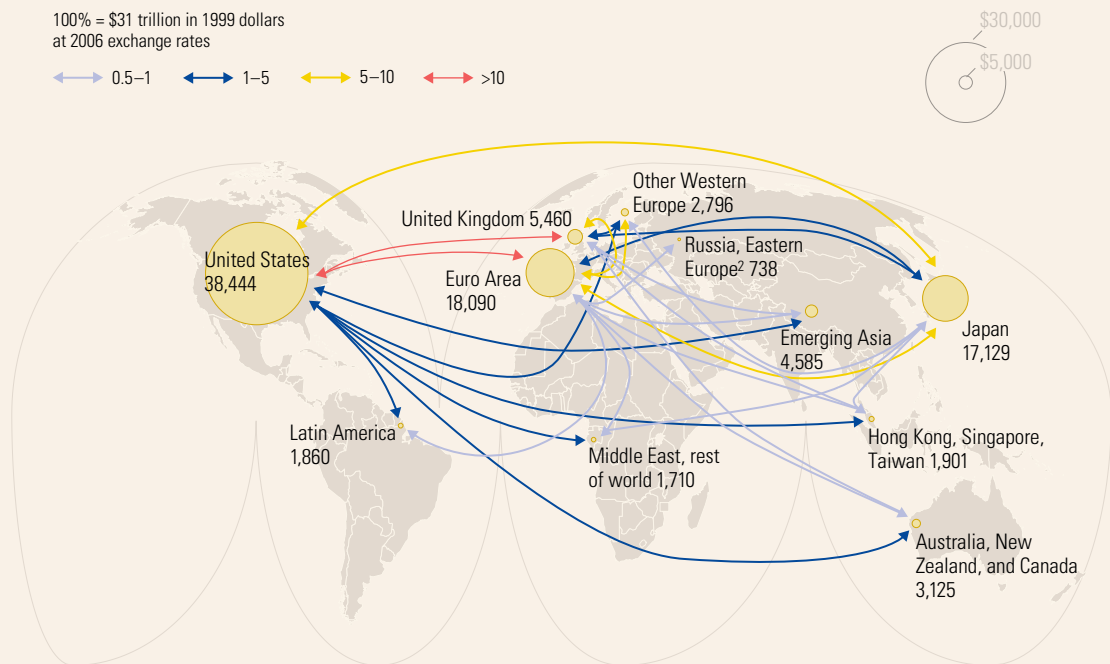 100% = $31 trillion in 1999 dollars
at 2006 exchange rates
0.5–1
1–5
5–10
>10
$30,000
$5,000
Other Western
Europe 2,796
United Kingdom 5,460
Russia, Eastern
Europe² 738
United States
38,444
Euro Area
18,090
Japan
17,129
Emerging Asia
4,585
Latin America
1,860
Hong Kong, Singapore,
Taiwan 1,901
Middle East, rest
of world 1,710
Australia, New
Zealand, and Canada
3,125